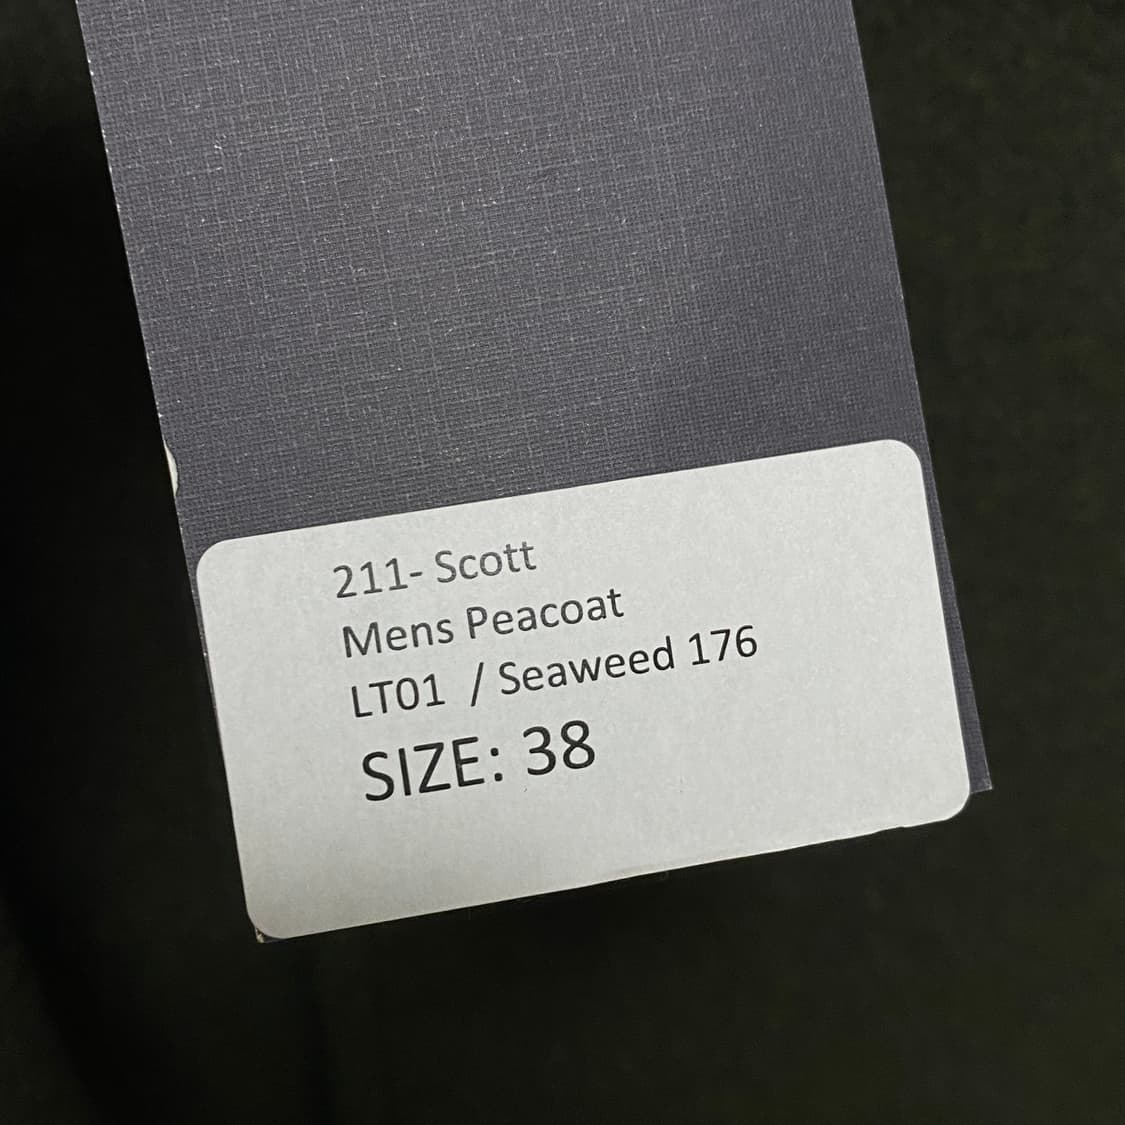 211- Scott
Mens Peacoat
LT01 / Seaweed 176
SIZE: 38